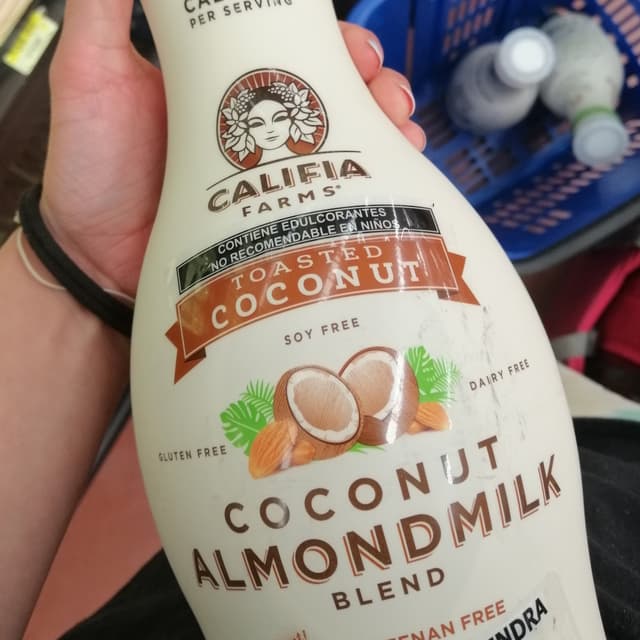 PER SERVING
CALIFIA
FARMS®
CONTIENE EDULCORANTES
NO RECOMENDABLE EN NIÑOS
TOASTED
COCONUT
SOY FREE
DAIRY FREE
GLUTEN FREE
COCONUT
ALMONDMILK
BLEND
FREE